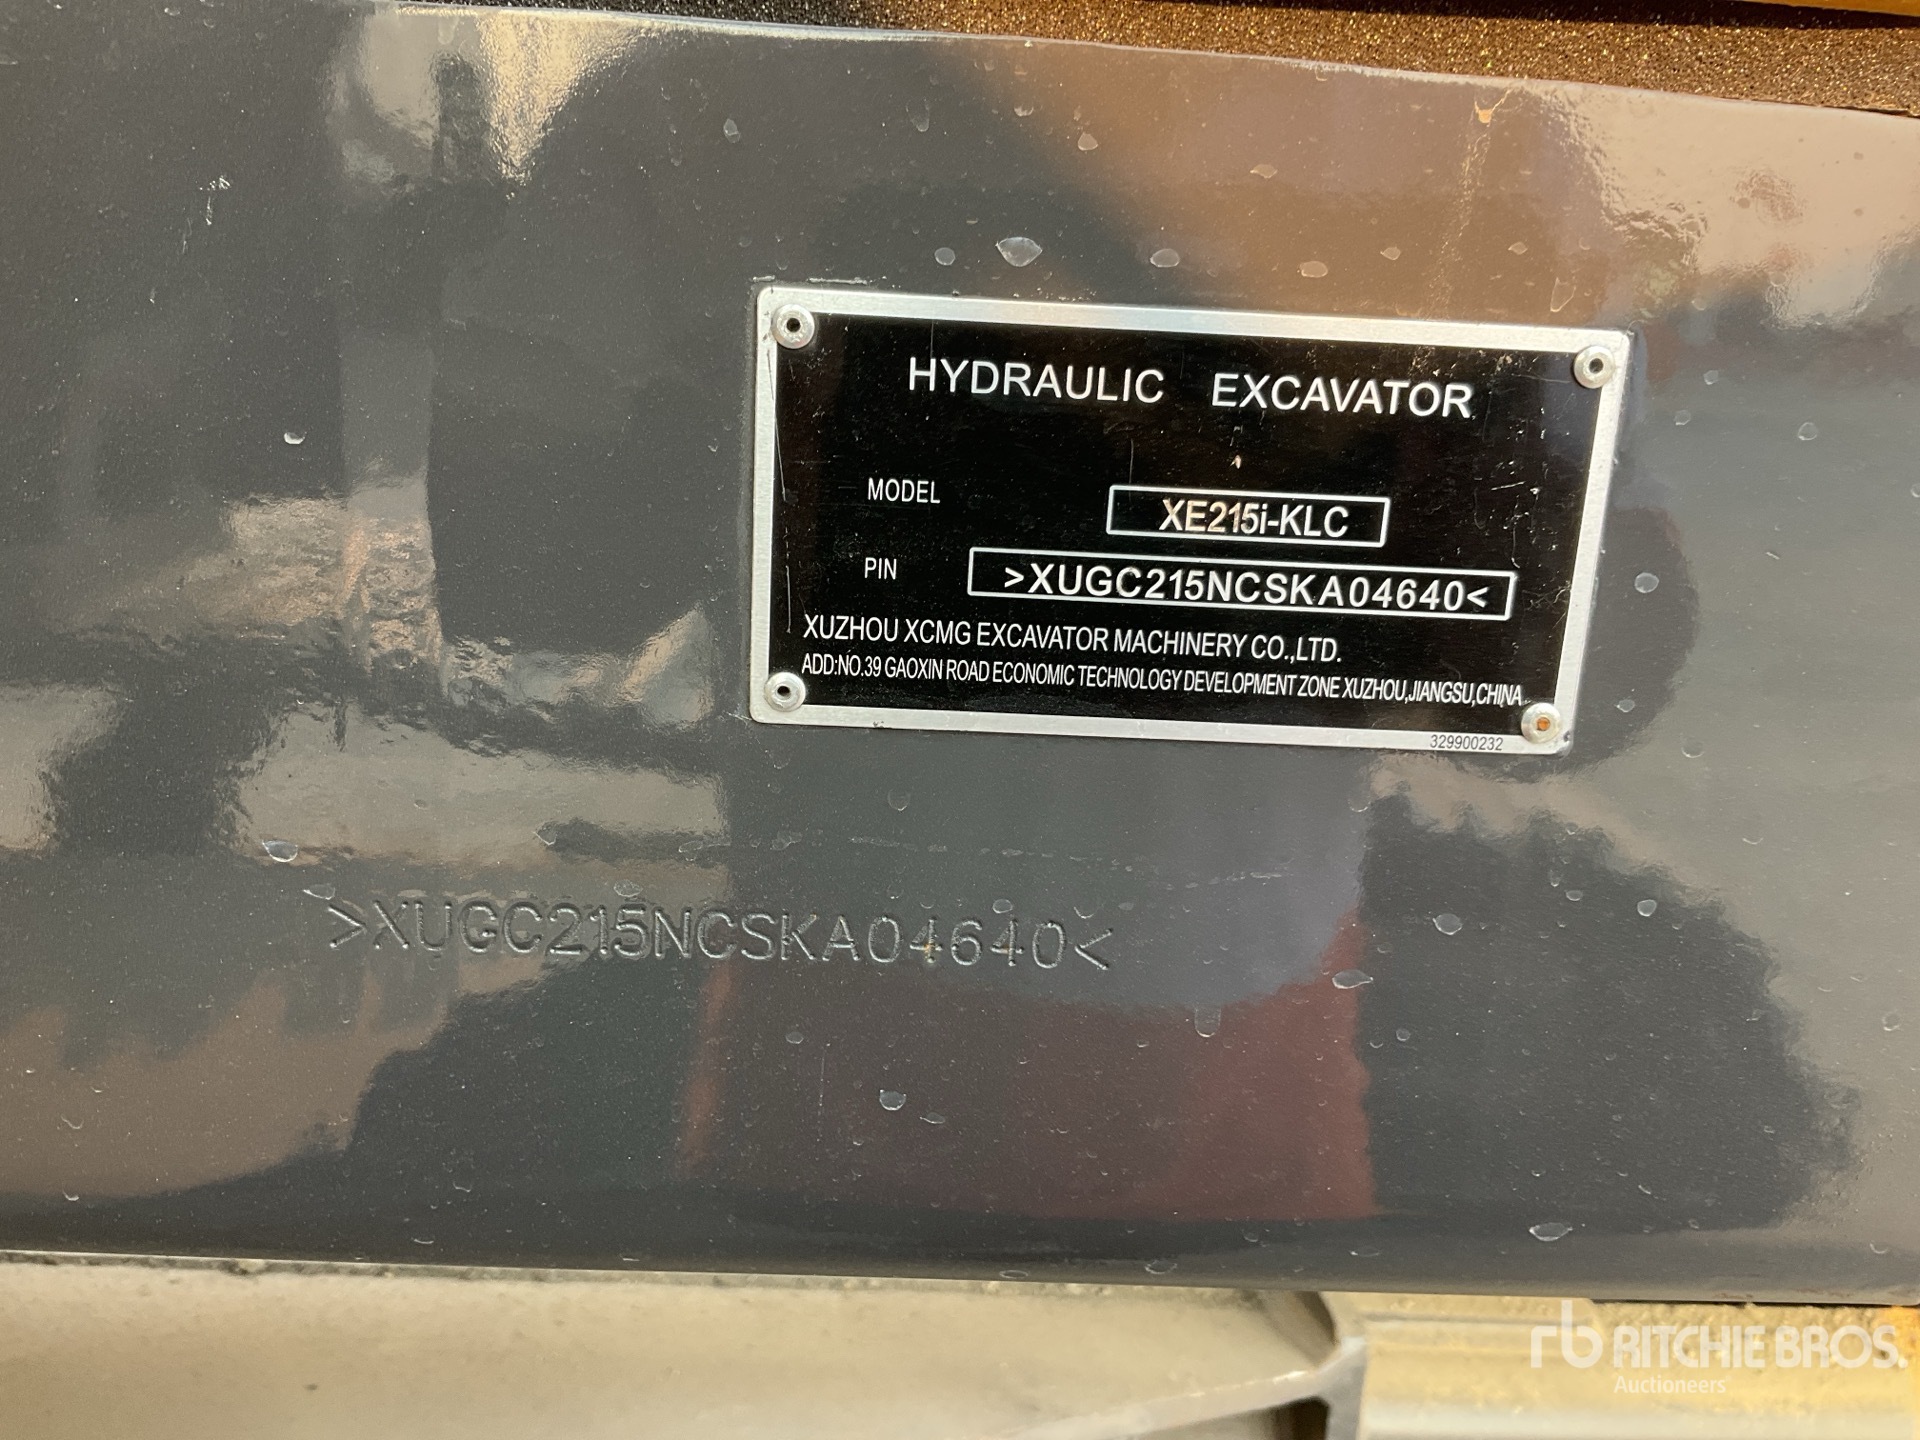 HYDRAULIC EXCAVATOR
MODEL XE215i-KLC
PIN >XUGC215NCSKA04640<
XUZHOU XCMG EXCAVATOR MACHINERY CO.,LTD.
ADD:NO.39 GAOXIN ROAD ECONOMIC TECHNOLOGY DEVELOPMENT ZONE XUZHOU,JIANGSU,CHINA
329900232
>XUGC215NCSKA04640<
rb RITCHIE BROS.
Auctioneers